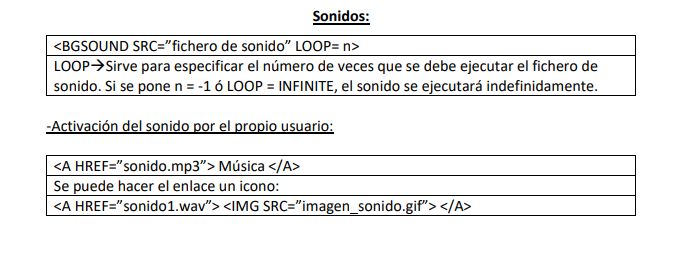 Sonidos:
<BGSOUND SRC=”fichero de sonido” LOOP= n>
LOOP→Sirve para especificar el número de veces que se debe ejecutar el fichero de
sonido. Si se pone n = -1 ó LOOP = INFINITE, el sonido se ejecutará indefinidamente.
-Activación del sonido por el propio usuario:
<A HREF=”sonido.mp3”> Música </A>
Se puede hacer el enlace un icono:
<A HREF=”sonido1.wav”> <IMG SRC=”imagen_sonido.gif”> </A>